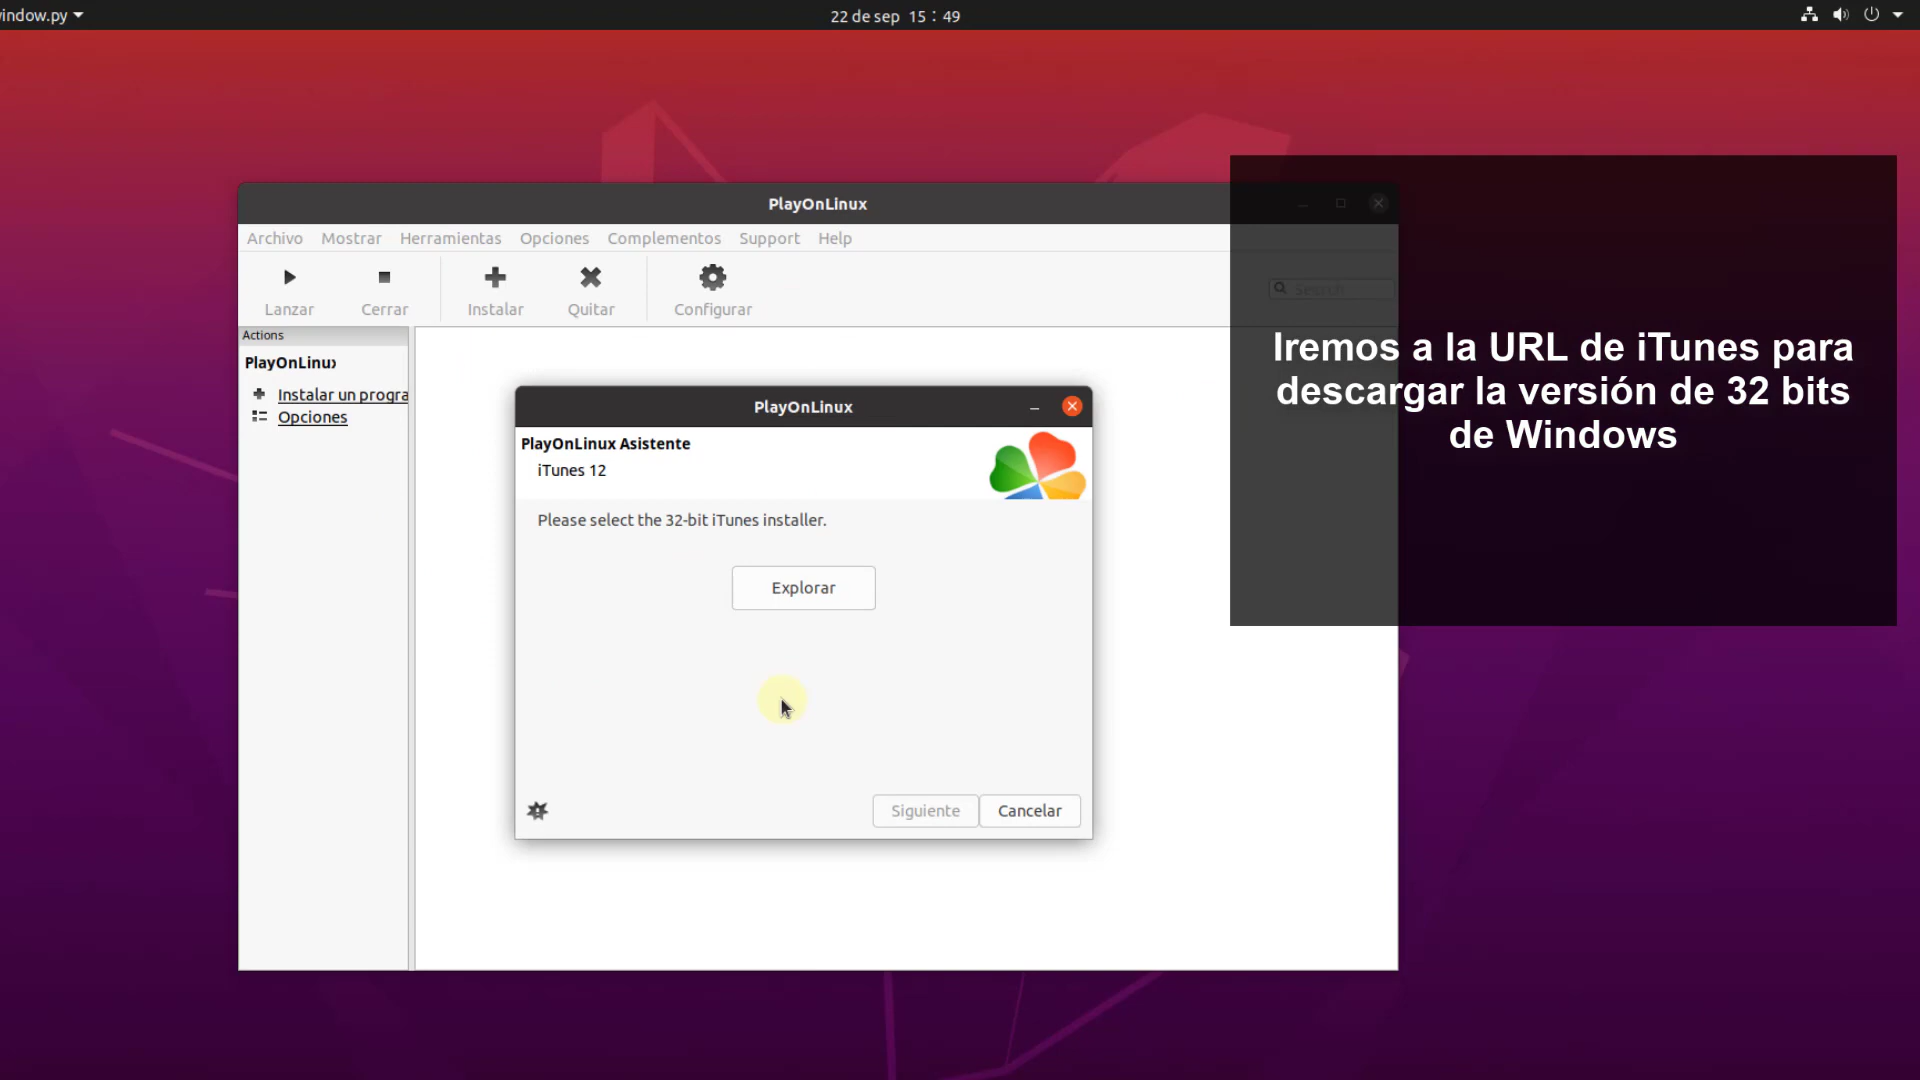 indow.py
22 de sep 15:49
PlayOnLinux
Archivo Mostrar Herramientas Opciones Complementos Support Help
Lanzar Cerrar Instalar Quitar Configurar
Search
Actions
PlayOnLinux
Instalar un progra
Opciones
PlayOnLinux
PlayOnLinux Asistente
iTunes 12
Please select the 32-bit iTunes installer.
Explorar
Siguiente Cancelar
Iremos a la URL de iTunes para
descargar la versión de 32 bits
de Windows